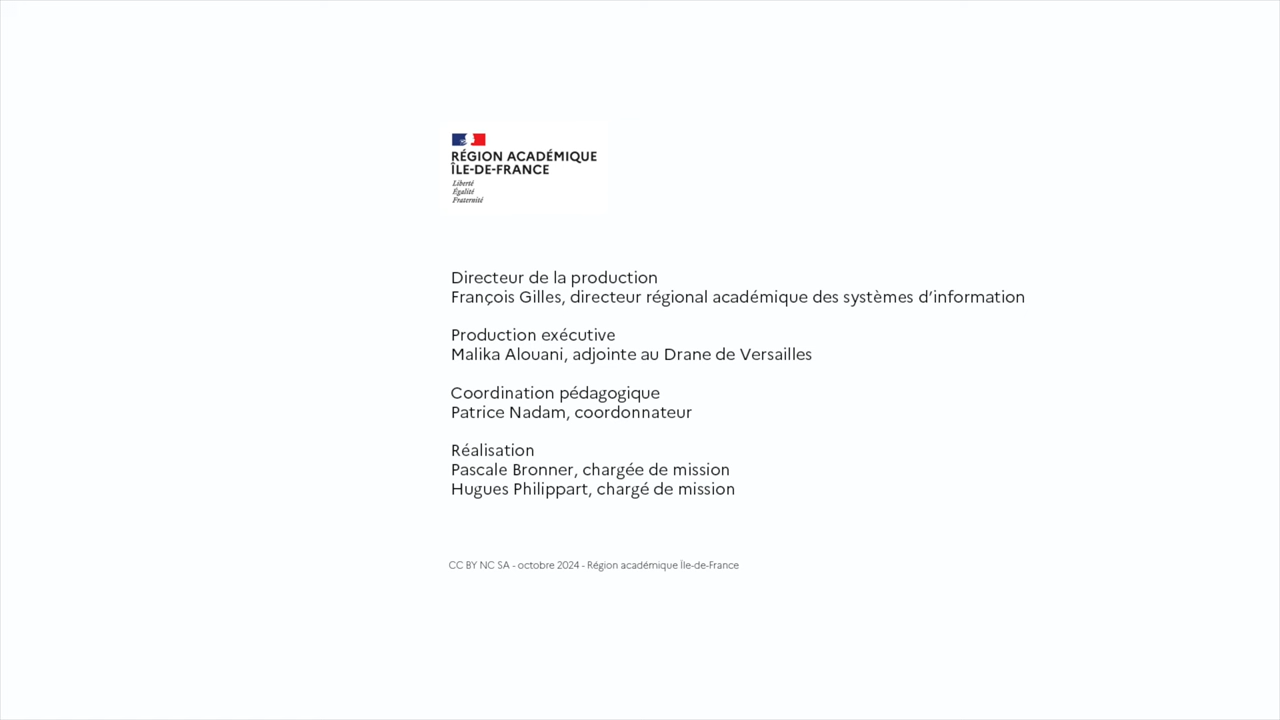 RÉGION ACADÉMIQUE
ÎLE-DE-FRANCE
Liberté
Égalité
Fraternité
Directeur de la production
François Gilles, directeur régional académique des systèmes d’information
Production exécutive
Malika Alouani, adjointe au Drane de Versailles
Coordination pédagogique
Patrice Nadam, coordonnateur
Réalisation
Pascale Bronner, chargée de mission
Hugues Philippart, chargé de mission
CC BY NC SA - octobre 2024 - Région académique Île-de-France